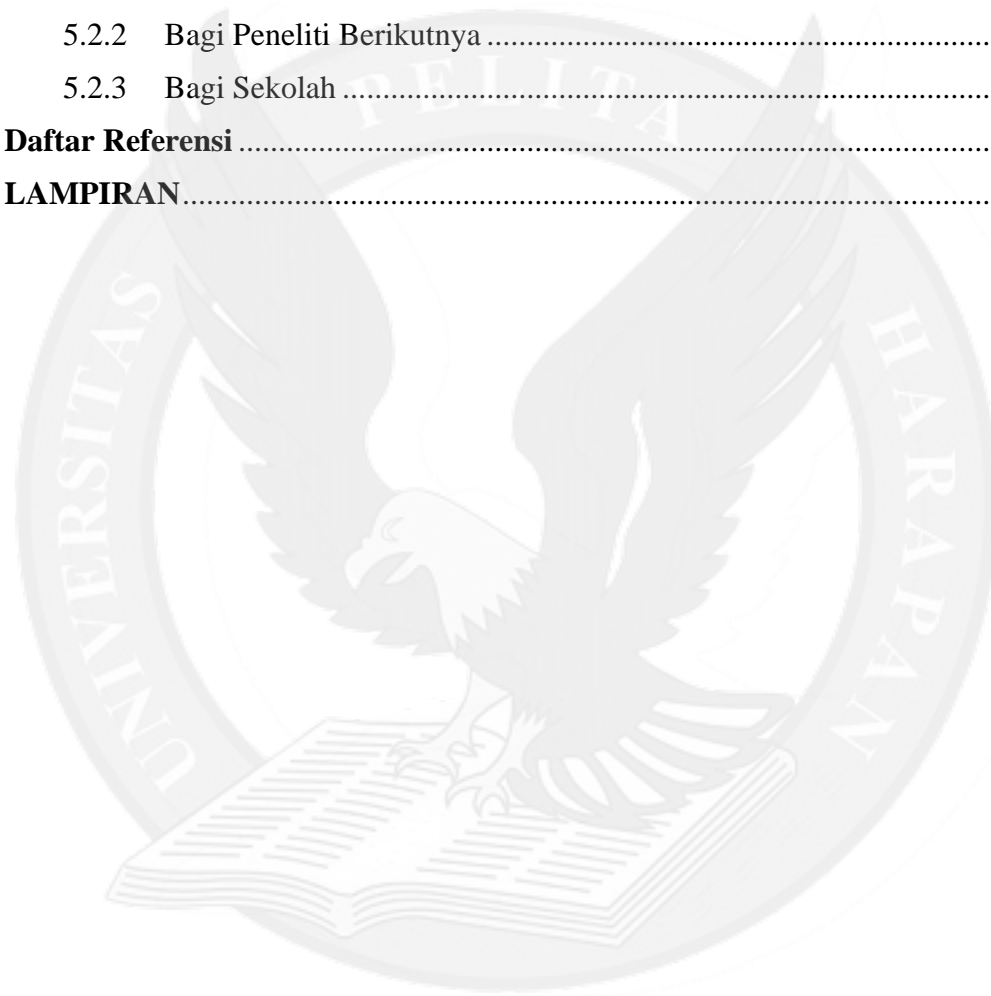 5.2.2 Bagi Peneliti Berikutnya ................................................................................
5.2.3 Bagi Sekolah ................................................................................................
Daftar Referensi ................................................................................................
LAMPIRAN ................................................................................................
UNIVERSITAS PELITA HARAPAN